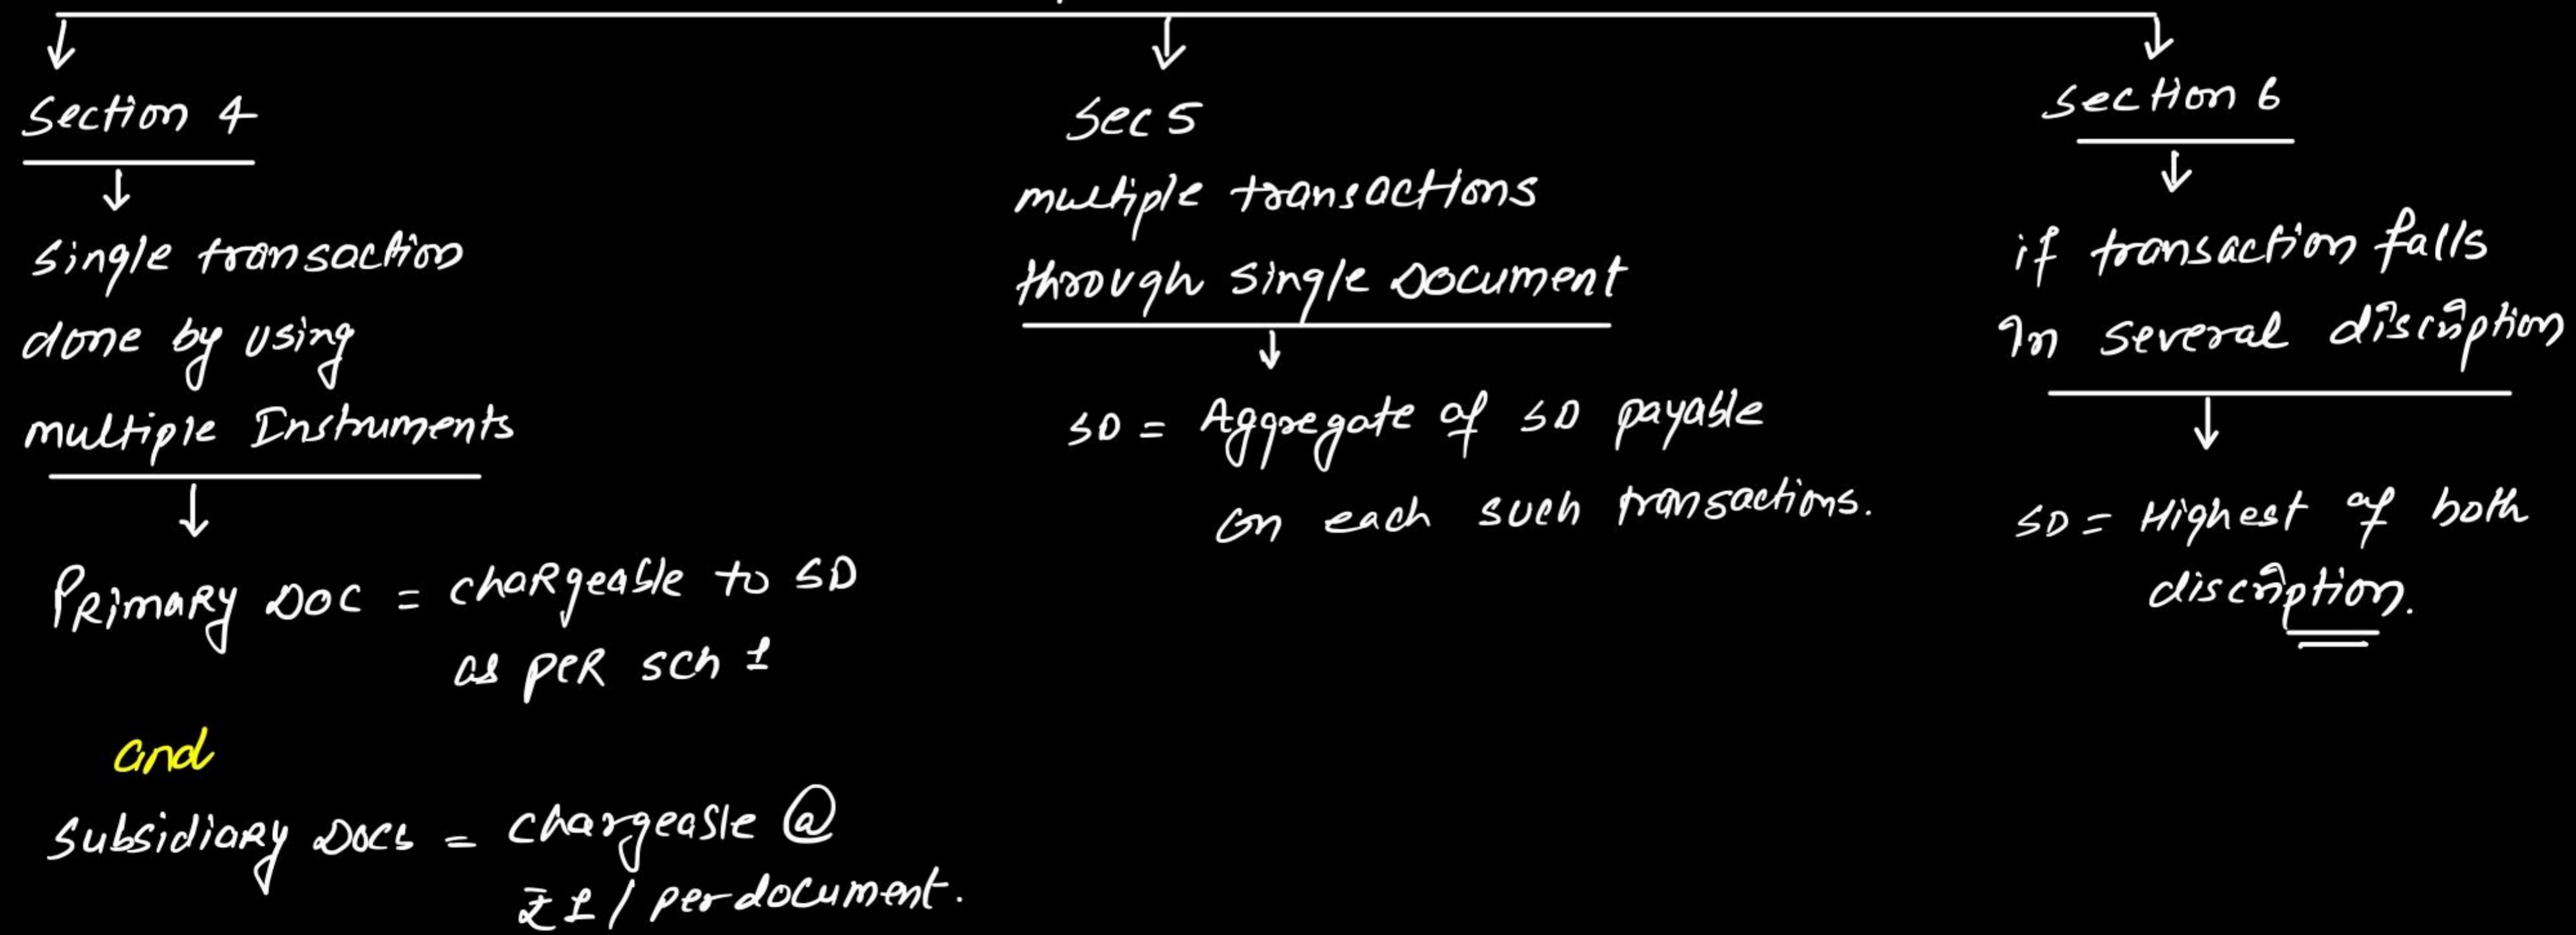 Section 4
single transaction
done by using
multiple Instruments
Primary Doc = chargeable to SD
as per sch 1
and
Subsidiary Docs = chargeable @
₹1 / per document.
Sec 5
multiple transactions
through single Document
SD = Aggregate of SD payable
on each such transactions.
Section 6
if transaction falls
In several discription
SD = Highest of both
discription.